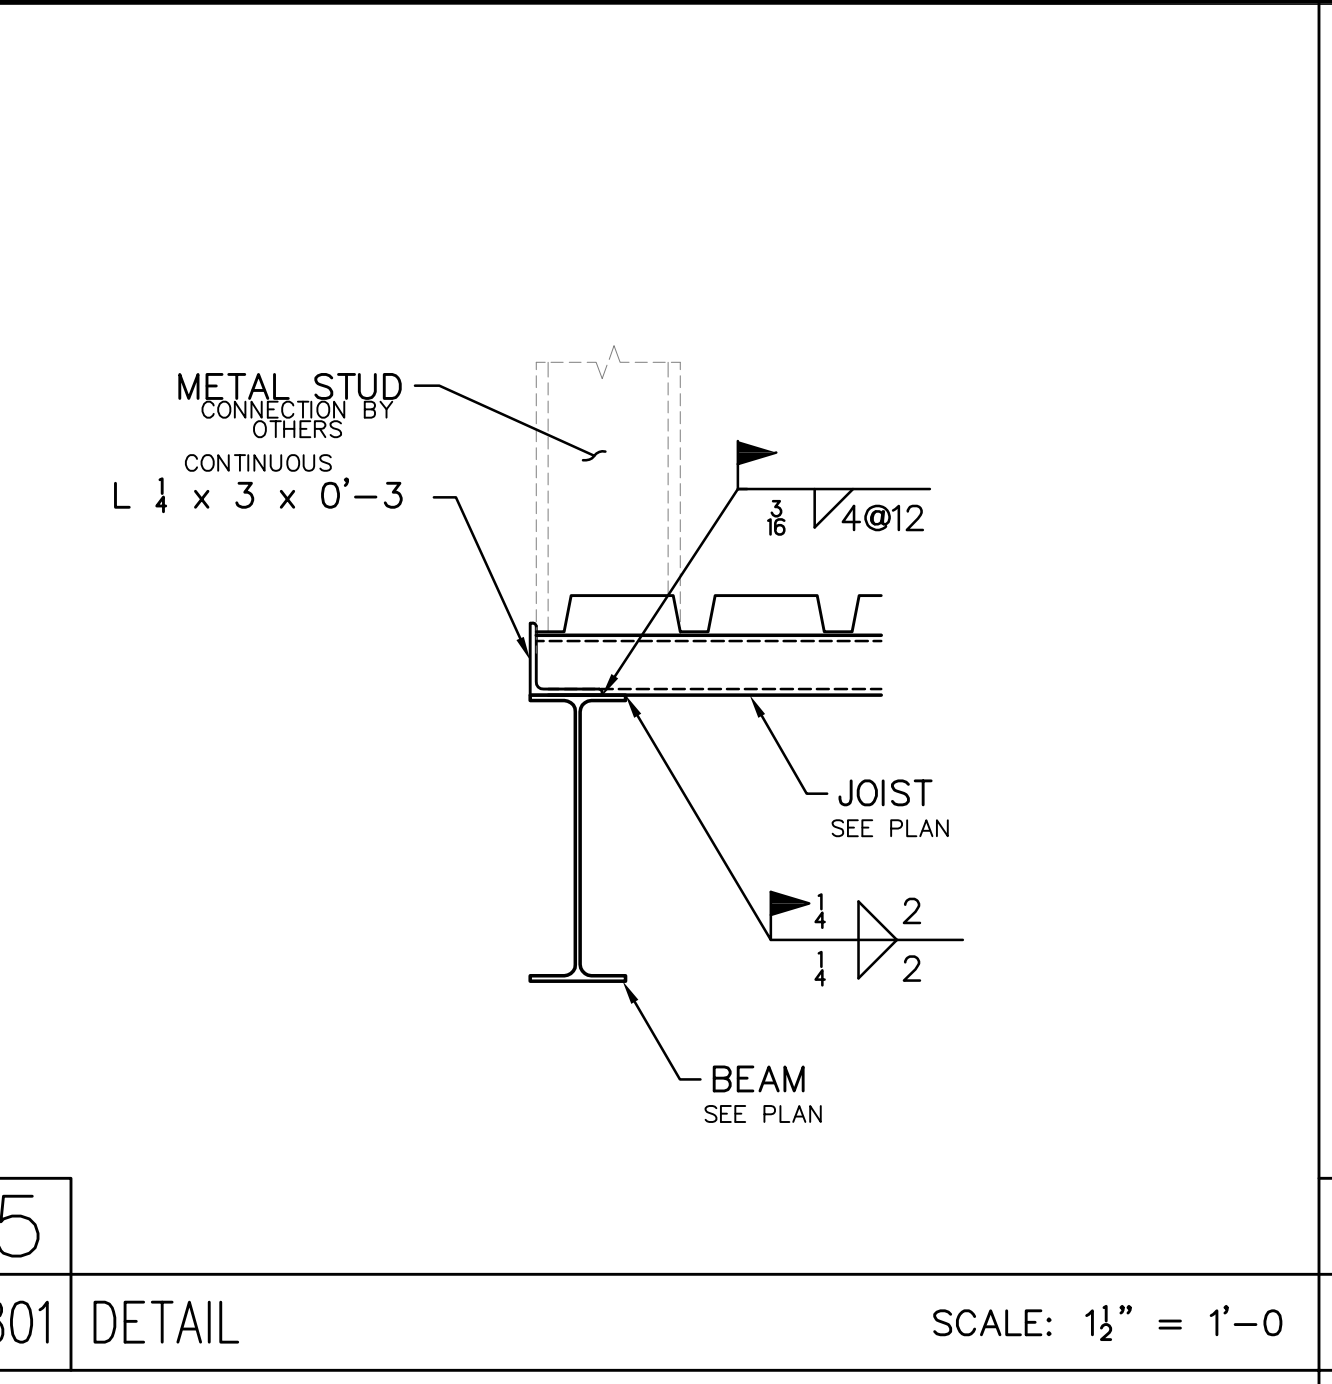 METAL STUD
CONNECTION BY
OTHERS
CONTINUOUS
L 1/4 x 3 x 0'-3
3/16 4@12
JOIST
SEE PLAN
1/4 2
1/4 2
BEAM
SEE PLAN
5
301 DETAIL SCALE: 1 1/2" = 1'-0